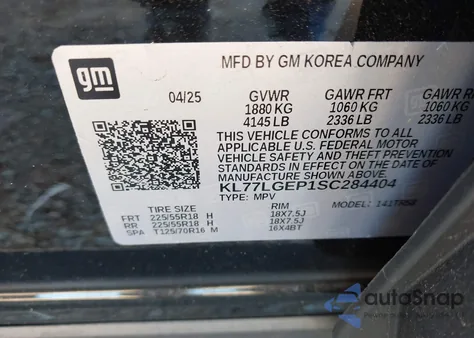 gm
MFD BY GM KOREA COMPANY
04/25 GVWR GAWR FRT GAWR
1880 KG 1060 KG 1060 KG
4145 LB 2336 LB 2336 LB
THIS VEHICLE CONFORMS TO ALL
APPLICABLE U.S. FEDERAL MOTOR
VEHICLE SAFETY AND THEFT PREVENTION
STANDARDS IN EFFECT ON THE DATE OF
MANUFACTURE SHOWN ABOVE.
KL77LGEP1SC284404
TYPE: MPV MODEL:
TIRE SIZE RIM
FRT 225/55R18 H 18X7.5J
RR 225/55R18 H 18X7.5J
SPA T125/70R16 M 16X4BT
autoSnap